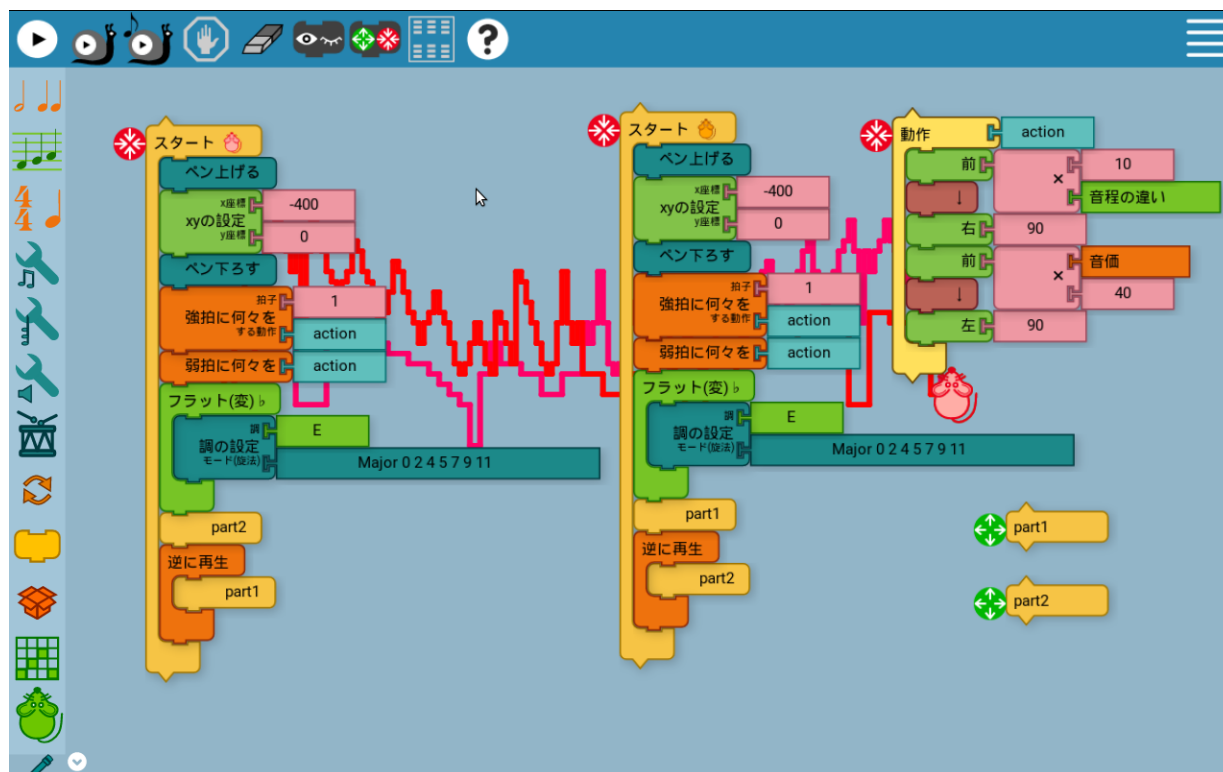 ?
4
4
スタート
ペン上げる
x座標
-400
xyの設定
y座標
0
ペン下ろす
拍子
1
強拍に何々を
する動作
action
弱拍に何々を
action
フラット(変)♭
調
E
調の設定
モード(旋法)
Major 0 2 4 5 7 9 11
part2
逆に再生
part1
スタート
ペン上げる
x座標
-400
xyの設定
y座標
0
ペン下ろす
拍子
1
強拍に何々を
する動作
action
弱拍に何々を
action
フラット(変)♭
調
E
調の設定
モード(旋法)
Major 0 2 4 5 7 9 11
part1
逆に再生
part2
動作
action
前
×
10
↓
音程の違い
右
90
前
×
音価
↓
40
左
90
part1
part2